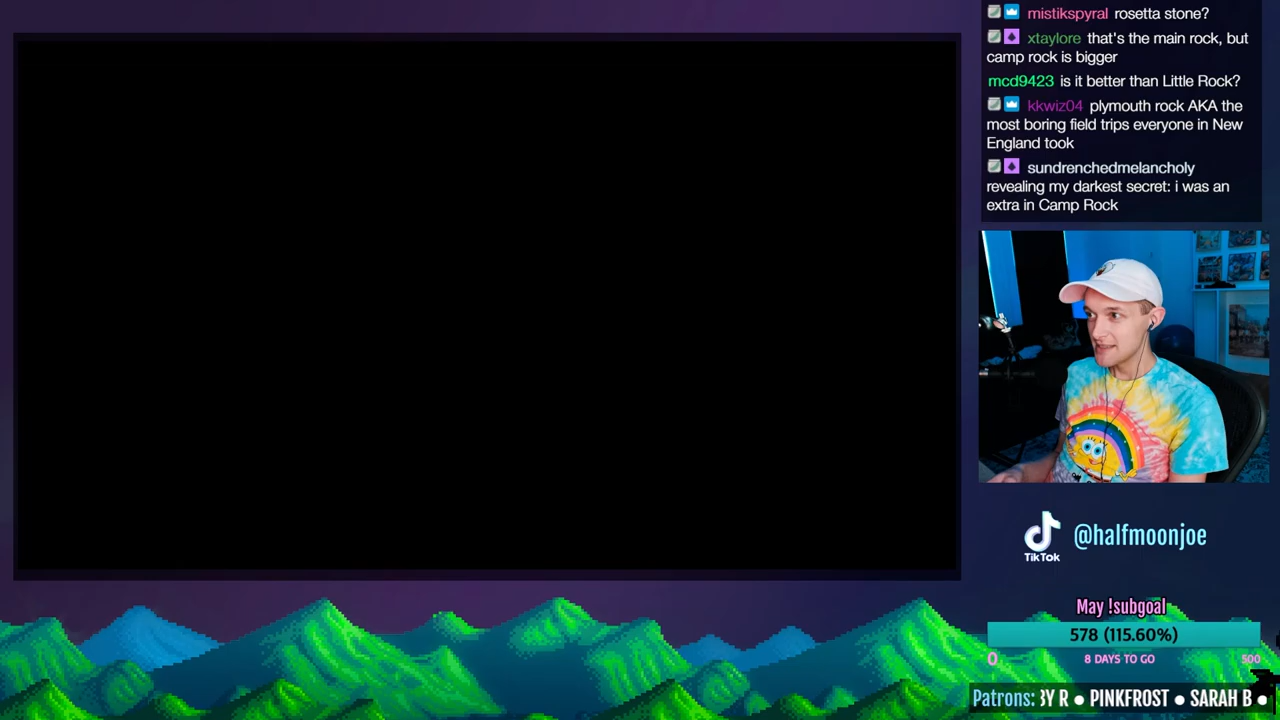 mistikspyral rosetta stone?
xtaylore that's the main rock, but
camp rock is bigger
mcd9423 is it better than Little Rock?
kkwiz04 plymouth rock AKA the
most boring field trips everyone in New
England took
sundrenchedmelancholy
revealing my darkest secret: i was an
extra in Camp Rock
TikTok
@halfmoonjoe
May !subgoal
578 (115.60%)
0 8 DAYS TO GO 500
Patrons: BY R ● PINKFROST ● SARAH B ●